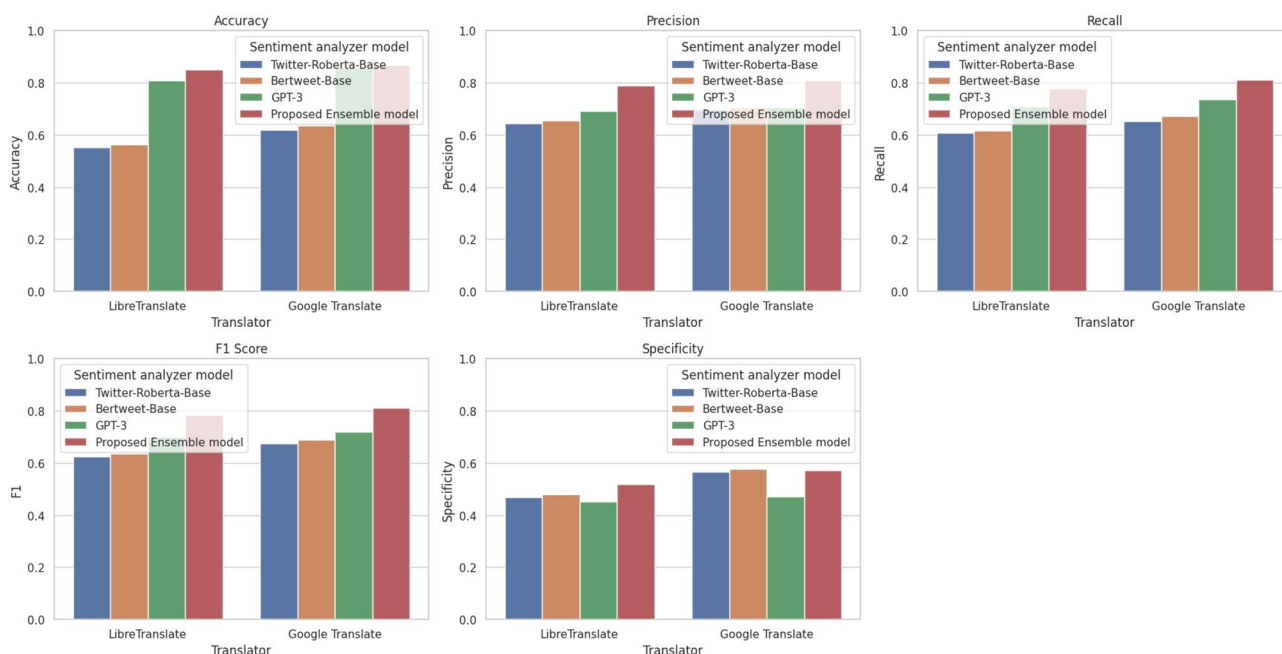 Accuracy
1.0
0.8
0.6
0.4
0.2
0.0
Accuracy
Sentiment analyzer model
Twitter-Roberta-Base
Bertweet-Base
GPT-3
Proposed Ensemble model
LibreTranslate
Google Translate
Translator
Precision
1.0
0.8
0.6
0.4
0.2
0.0
Precision
Sentiment analyzer model
Twitter-Roberta-Base
Bertweet-Base
GPT-3
Proposed Ensemble model
LibreTranslate
Google Translate
Translator
Recall
1.0
0.8
0.6
0.4
0.2
0.0
Recall
Sentiment analyzer model
Twitter-Roberta-Base
Bertweet-Base
GPT-3
Proposed Ensemble model
LibreTranslate
Google Translate
Translator
F1 Score
1.0
0.8
0.6
0.4
0.2
0.0
F1
Sentiment analyzer model
Twitter-Roberta-Base
Bertweet-Base
GPT-3
Proposed Ensemble model
LibreTranslate
Google Translate
Translator
Specificity
1.0
0.8
0.6
0.4
0.2
0.0
Specificity
Sentiment analyzer model
Twitter-Roberta-Base
Bertweet-Base
GPT-3
Proposed Ensemble model
LibreTranslate
Google Translate
Translator